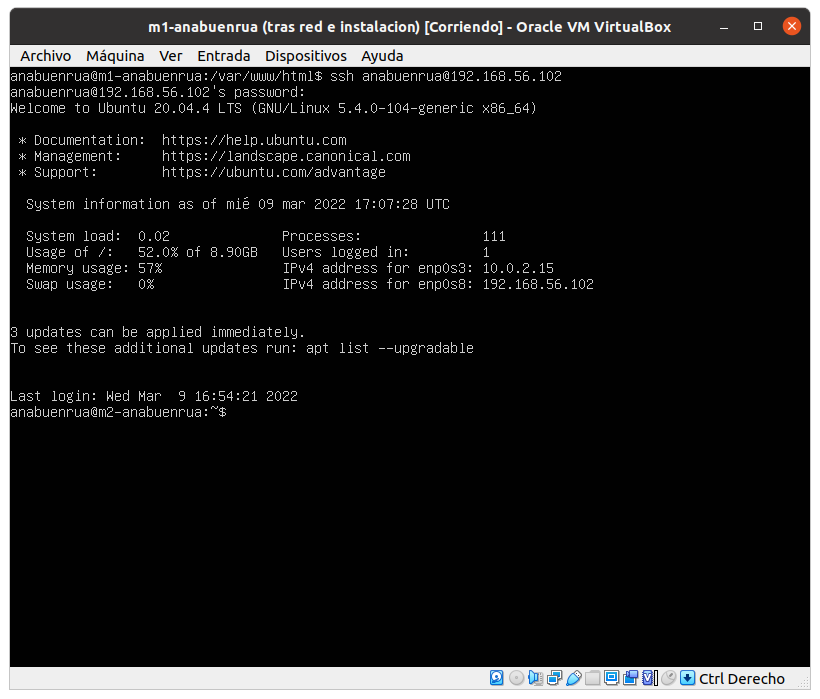 m1-anabuenrua (tras red e instalacion) [Corriendo] - Oracle VM VirtualBox
Archivo Máquina Ver Entrada Dispositivos Ayuda
anabuenrua@m1-anabuenrua:/var/www/html$ ssh anabuenrua@192.168.56.102
anabuenrua@192.168.56.102's password:
Welcome to Ubuntu 20.04.4 LTS (GNU/Linux 5.4.0-104-generic x86_64)
* Documentation: https://help.ubuntu.com
* Management: https://landscape.canonical.com
* Support: https://ubuntu.com/advantage
System information as of mié 09 mar 2022 17:07:28 UTC
System load: 0.02 Processes: 111
Usage of /: 52.0% of 8.90GB Users logged in: 1
Memory usage: 57% IPv4 address for enp0s3: 10.0.2.15
Swap usage: 0% IPv4 address for enp0s8: 192.168.56.102
3 updates can be applied immediately.
To see these additional updates run: apt list --upgradable
Last login: Wed Mar 9 16:54:21 2022
anabuenrua@m2-anabuenrua:~$
Ctrl Derecho